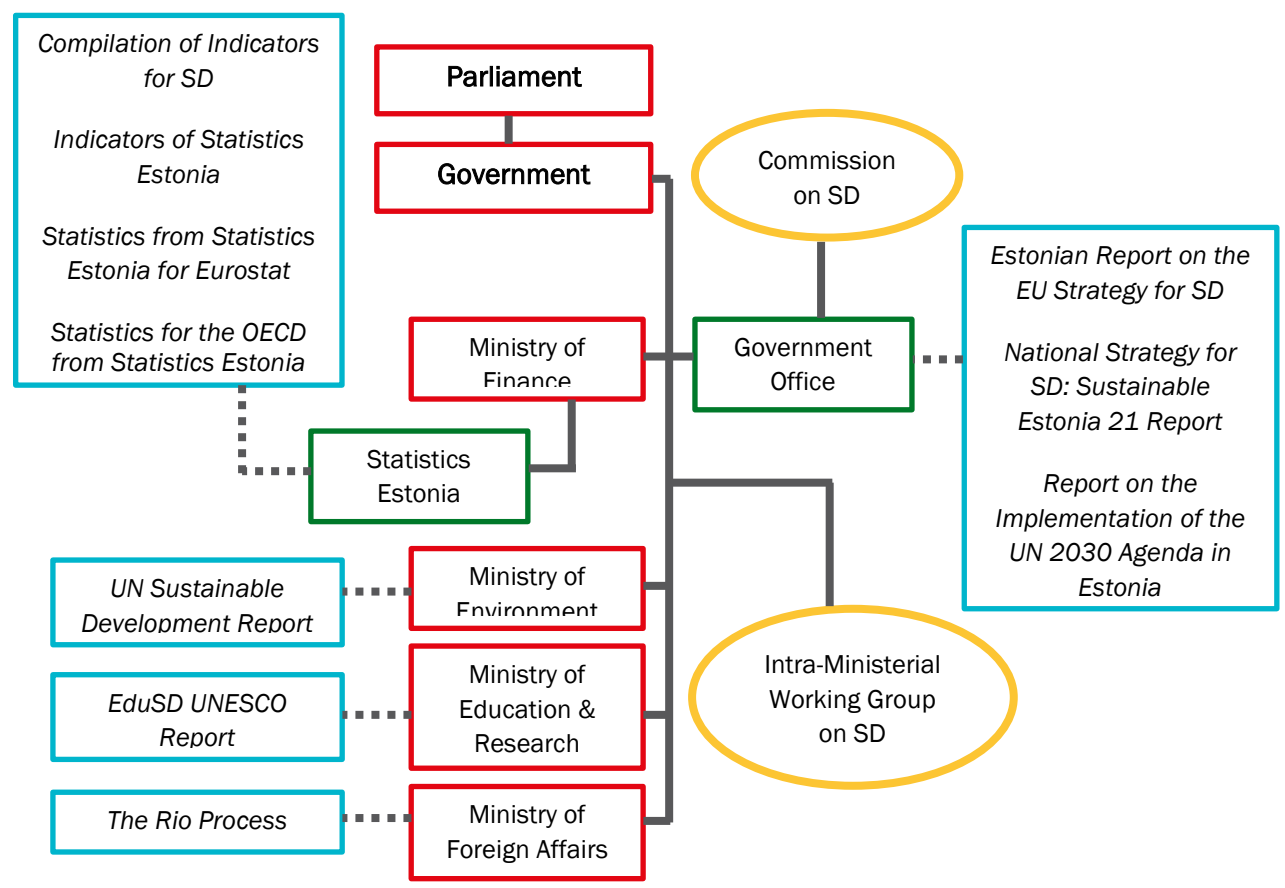 Compilation of Indicators
for SD
Indicators of Statistics
Estonia
Statistics from Statistics
Estonia for Eurostat
Statistics for the OECD
from Statistics Estonia
Parliament
Government
Commission
on SD
Estonian Report on the
EU Strategy for SD
National Strategy for
SD: Sustainable
Estonia 21 Report
Report on the
Implementation of the
UN 2030 Agenda in
Estonia
Ministry of
Finance
Government
Office
Statistics
Estonia
UN Sustainable
Development Report
Ministry of
Environment
EduSD UNESCO
Report
Ministry of
Education &
Research
Intra-Ministerial
Working Group
on SD
The Rio Process
Ministry of
Foreign Affairs